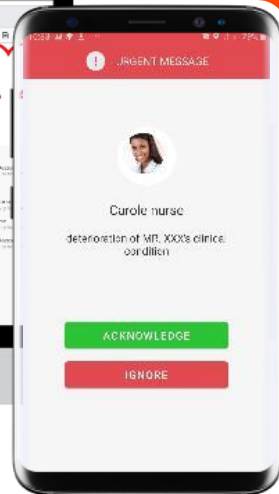 URGENT MESSAGE
Carole nurse
deterioration of MR. XXX's clinical
condition
ACKNOWLEDGE
IGNORE